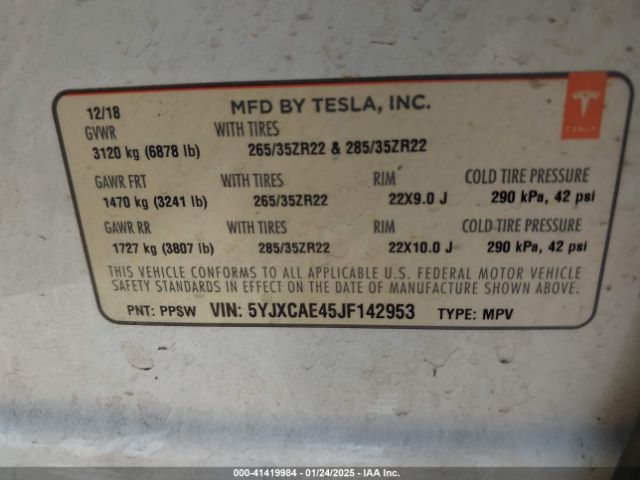 12/18 MFD BY TESLA, INC.
GVWR WITH TIRES
3120 kg (6878 lb) 265/35ZR22 & 285/35ZR22
TESLA
GAWR FRT WITH TIRES RIM COLD TIRE PRESSURE
1470 kg (3241 lb) 265/35ZR22 22X9.0 J 290 kPa, 42 psi
GAWR RR WITH TIRES RIM COLD TIRE PRESSURE
1727 kg (3807 lb) 285/35ZR22 22X10.0 J 290 kPa, 42 psi
THIS VEHICLE CONFORMS TO ALL APPLICABLE U.S. FEDERAL MOTOR VEHICLE
SAFETY STANDARDS IN EFFECT ON THE DATE OF MANUFACTURE SHOWN ABOVE.
PNT: PPSW VIN: 5YJXCAE45JF142953 TYPE: MPV
000-41419984 - 01/24/2025 - IAA Inc.